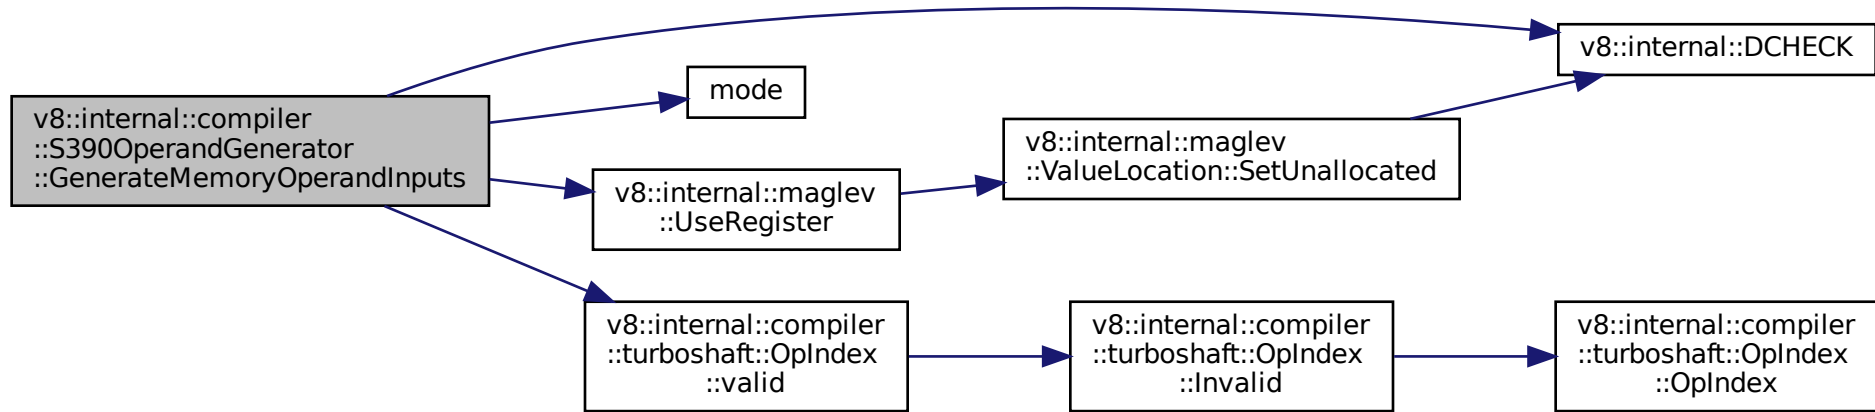 v8::internal::compiler
::S390OperandGenerator
::GenerateMemoryOperandInputs
mode
v8::internal::maglev
::UseRegister
v8::internal::compiler
::turboshaft::OpIndex
::valid
v8::internal::maglev
::ValueLocation::SetUnallocated
v8::internal::compiler
::turboshaft::OpIndex
::Invalid
v8::internal::DCHECK
v8::internal::compiler
::turboshaft::OpIndex
::OpIndex